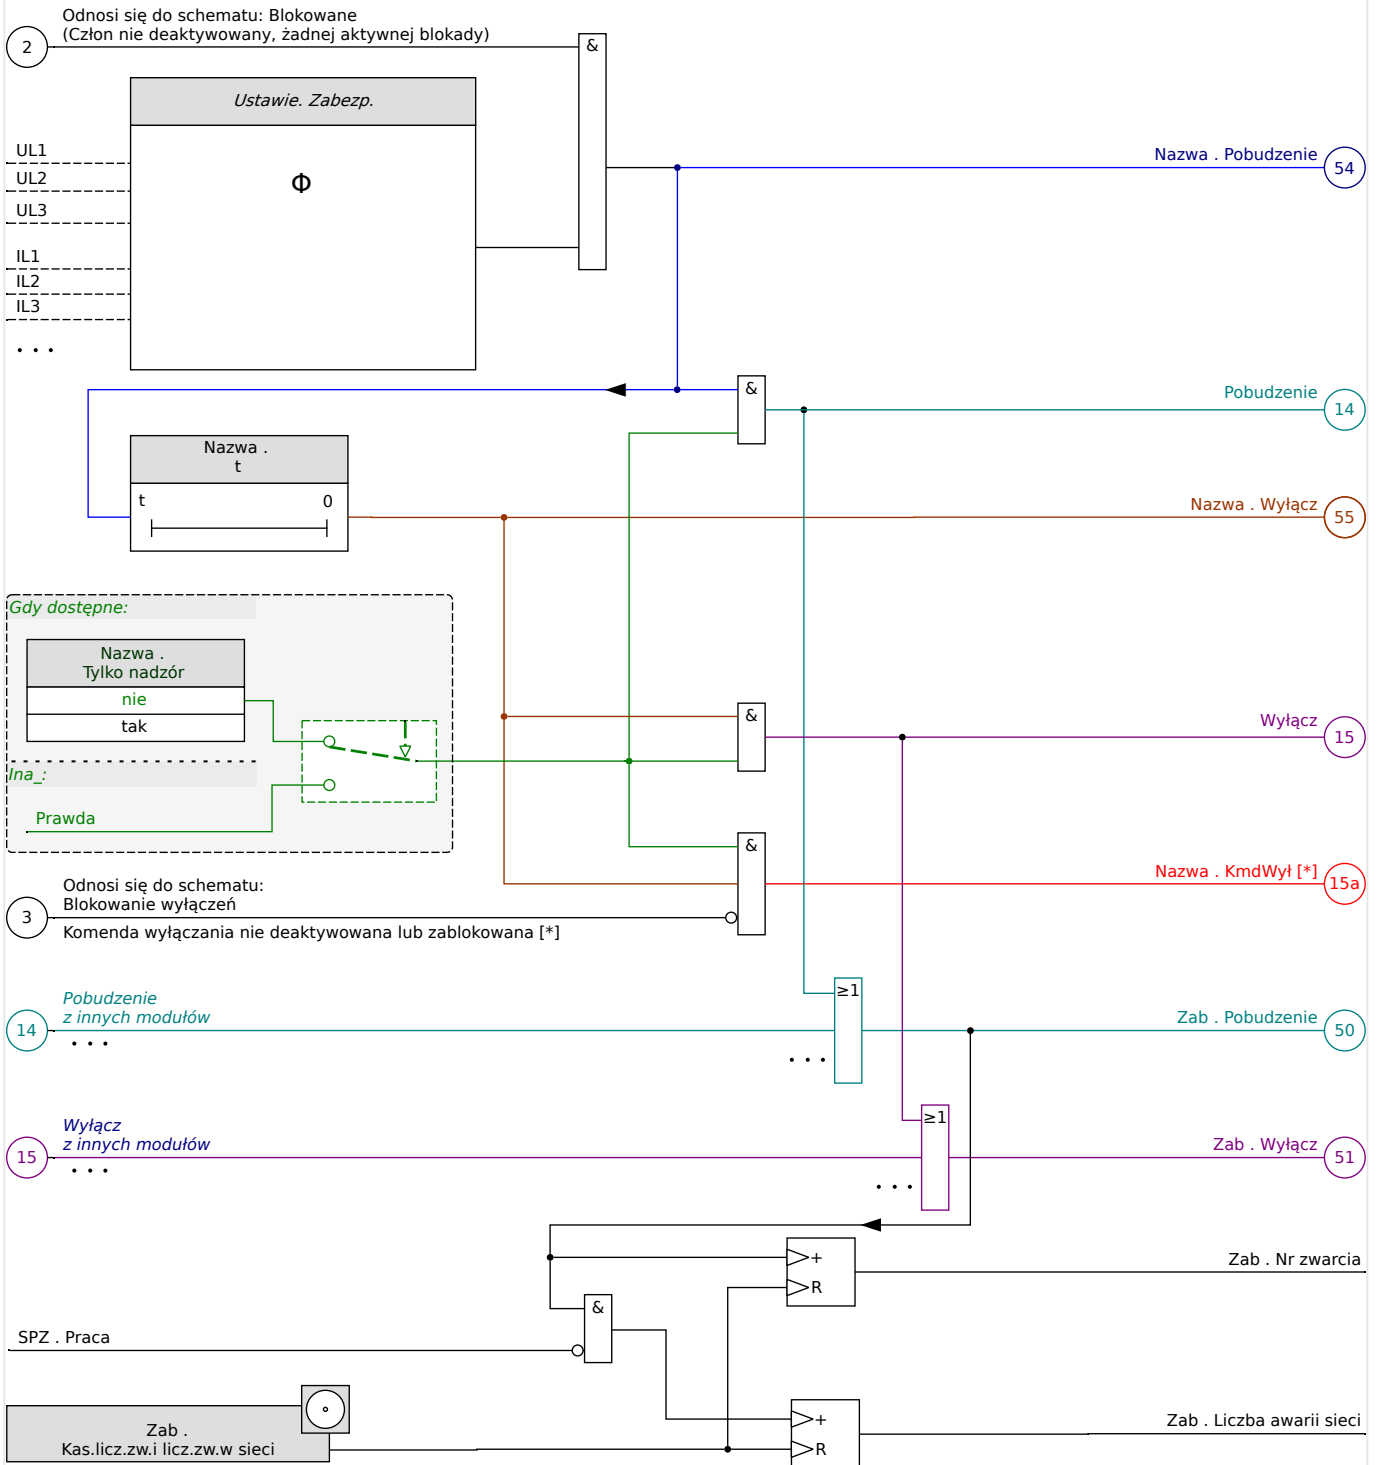 Odnosi się do schematu: Blokowane
(Człon nie deaktywowany, żadnej aktywnej blokady)
2
&
Ustawie. Zabezp.
UL1
UL2
UL3
Φ
IL1
IL2
IL3
. . .
Nazwa . Pobudzenie
54
&
Pobudzenie
14
Nazwa .
t
t 0
Nazwa . Wyłącz
55
Gdy dostępne:
Nazwa .
Tylko nadzór
nie
tak
Ina_:
Prawda
&
Wyłącz
15
&
Nazwa . KmdWył [*]
15a
Odnosi się do schematu:
Blokowanie wyłączeń
3
Komenda wyłączania nie deaktywowana lub zablokowana [*]
Pobudzenie
z innych modułów
14
. . .
≥1
. . .
Zab . Pobudzenie
50
Wyłącz
z innych modułów
15
. . .
≥1
. . .
Zab . Wyłącz
51
+
R
Zab . Nr zwarcia
&
SPZ . Praca
Zab .
Kas.licz.zw.i licz.zw.w sieci
+
R
Zab . Liczba awarii sieci